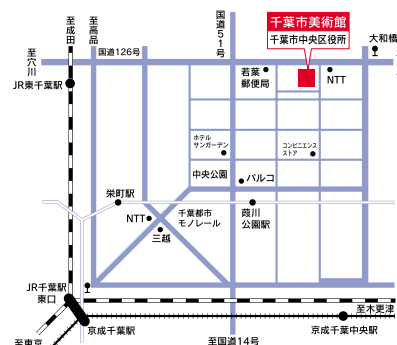 千葉市美術館
千葉市中央区役所
国道51号
至成田
至高品
至穴川
国道126号
大和橋
JR東千葉駅
若葉
郵便局
NTT
ホテル
サンガーデン
コンビニエンス
ストア
中央公園
パルコ
栄町駅
NTT
千葉都市
モノレール
葭川
公園駅
三越
JR千葉駅
東口
至木更津
京成千葉駅
京成千葉中央駅
至東京
至国道14号